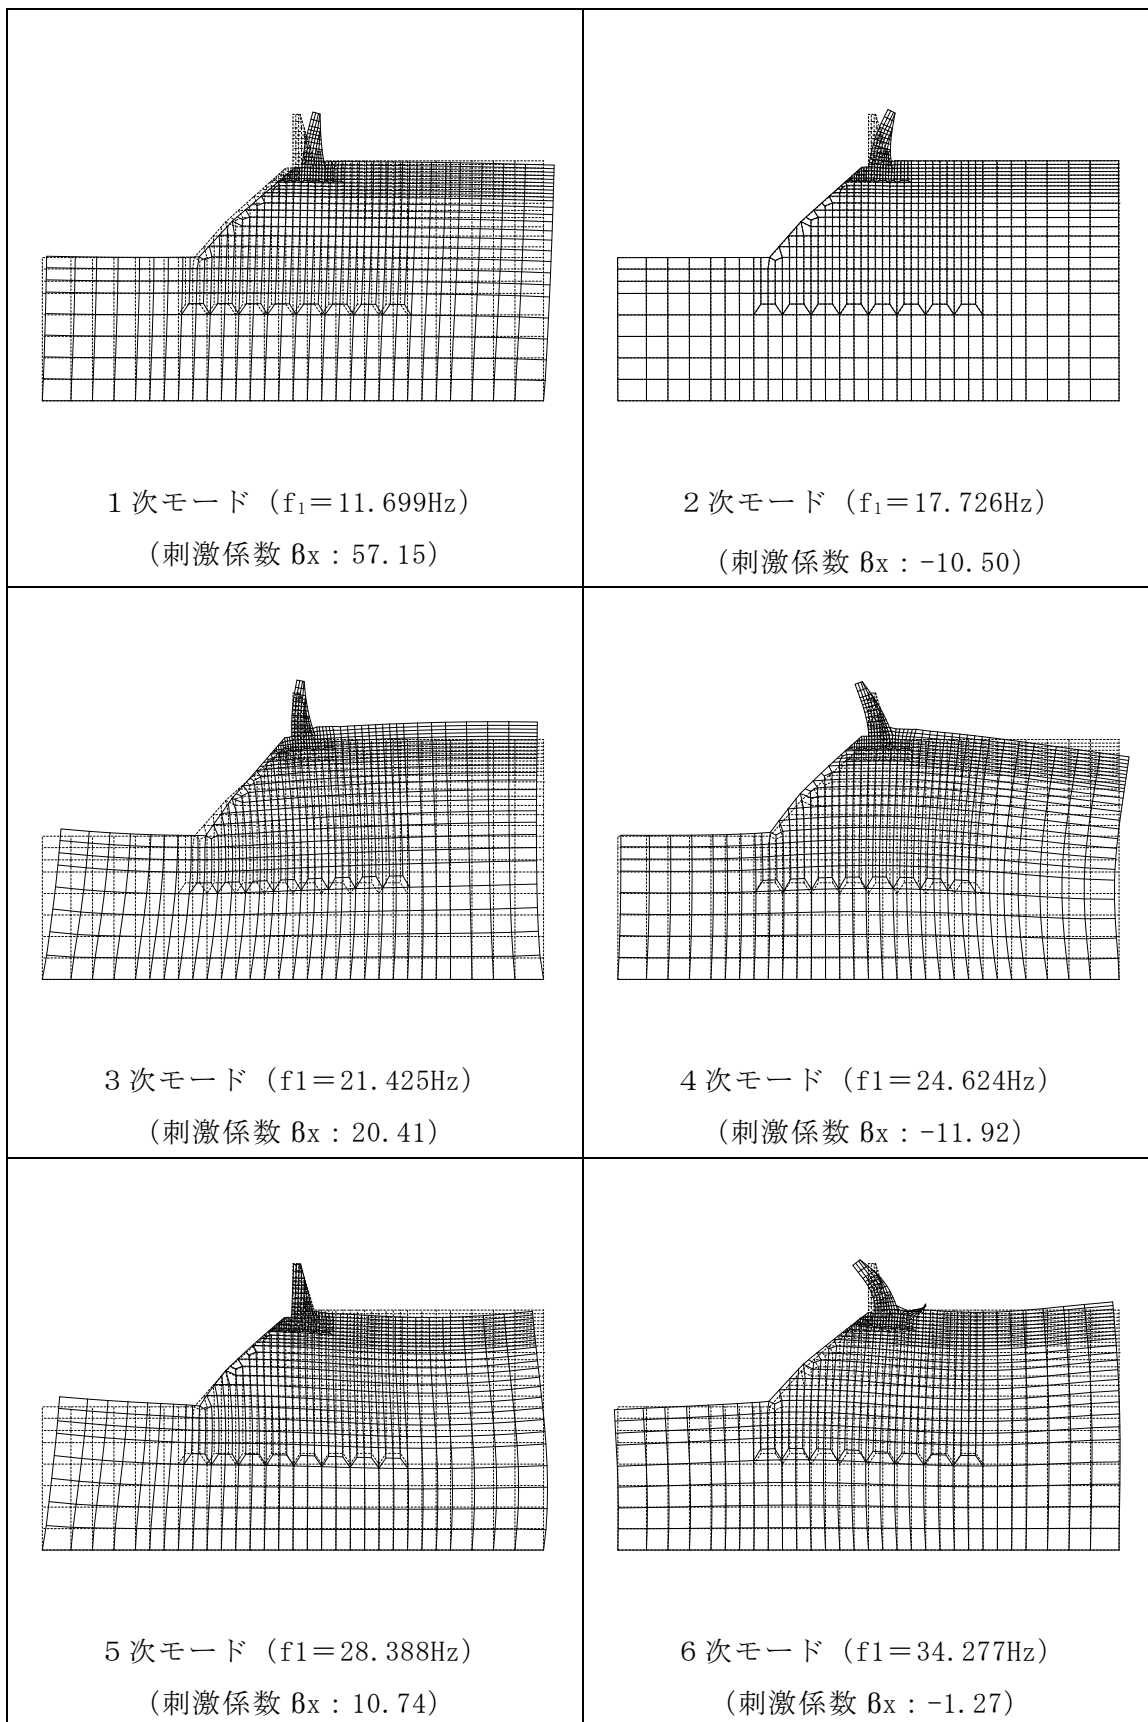 １次モード（f₁＝11.699Hz）
（刺激係数 βx：57.15）
２次モード（f₁＝17.726Hz）
（刺激係数 βx：-10.50）
３次モード（f1＝21.425Hz）
（刺激係数 βx：20.41）
４次モード（f1＝24.624Hz）
（刺激係数 βx：-11.92）
５次モード（f1＝28.388Hz）
（刺激係数 βx：10.74）
６次モード（f1＝34.277Hz）
（刺激係数 βx：-1.27）